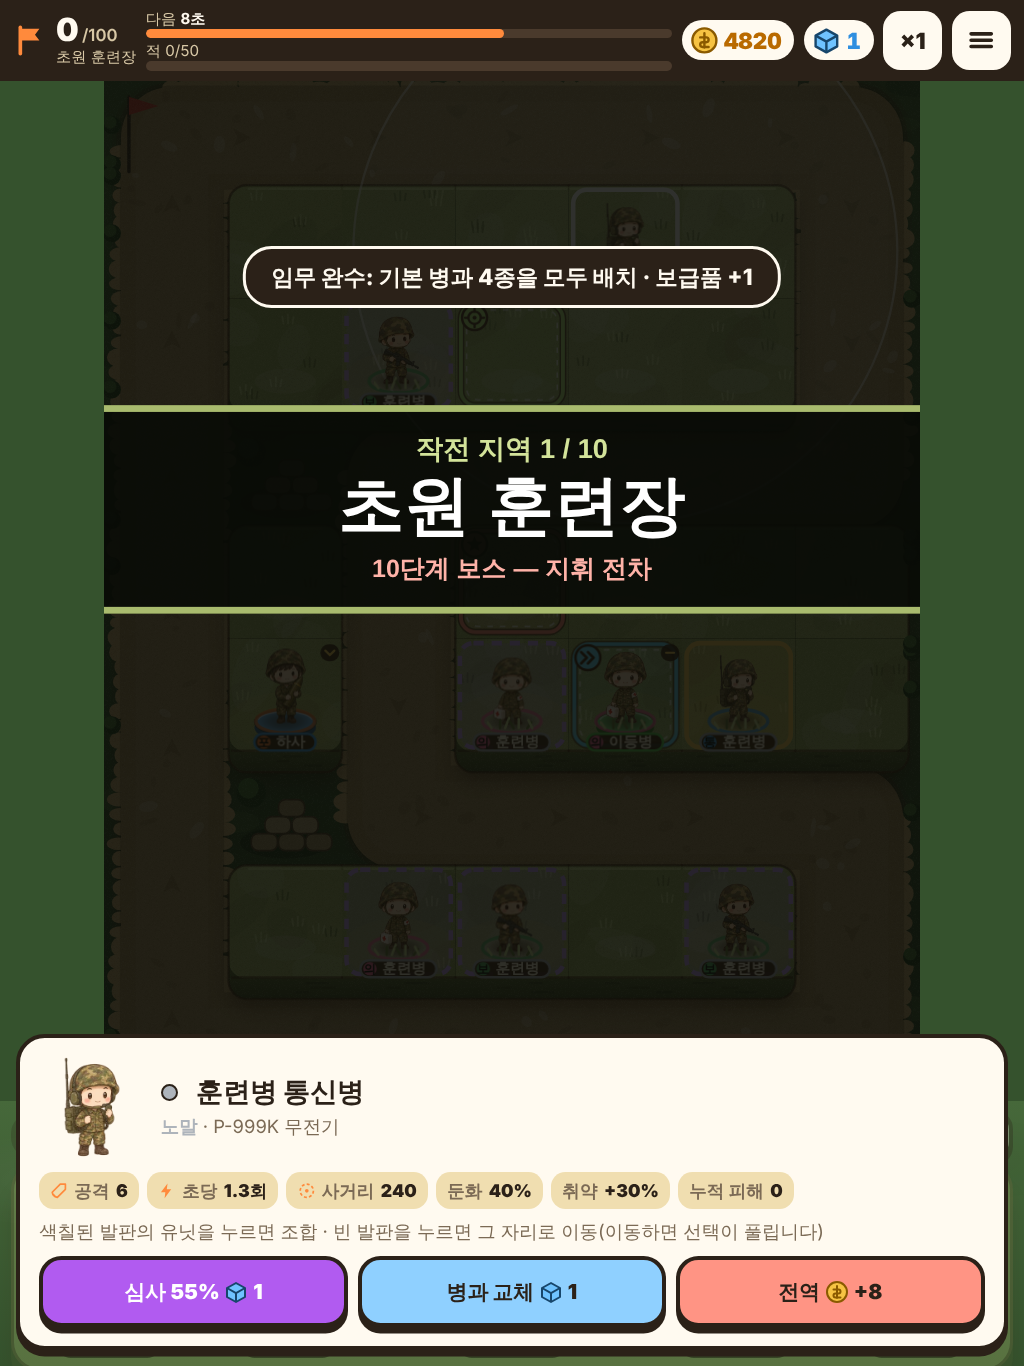 0 /100
초원 훈련장
다음 8초
적 0/50
4820
1
×1
임무 완수: 기본 병과 4종을 모두 배치 · 보급품 +1
훈련병
작전 지역 1 / 10
초원 훈련장
10단계 보스 — 지휘 전차
하사
훈련병
이동병
훈련병
훈련병
훈련병
훈련병
훈련병 통신병
노말 · P-999K 무전기
공격 6
초당 1.3회
사거리 240
둔화 40%
취약 +30%
누적 피해 0
색칠된 발판의 유닛을 누르면 조합 · 빈 발판을 누르면 그 자리로 이동(이동하면 선택이 풀립니다)
심사 55% 1
병과 교체 1
전역 +8